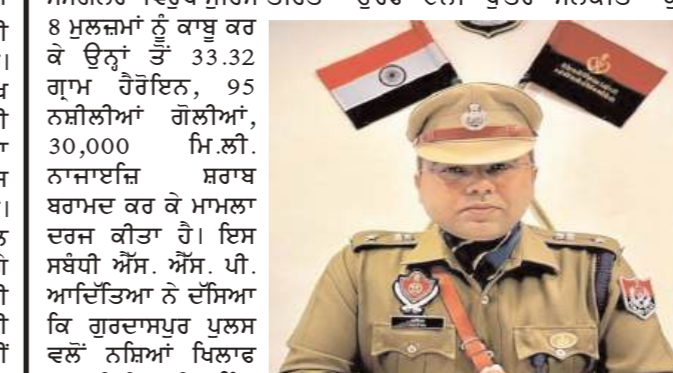 8 ਮੁਲਜ਼ਮਾਂ ਨੂੰ ਕਾਬੂ ਕਰ
ਕੇ ਉਨ੍ਹਾਂ ਤੋਂ 33.32
ਗ੍ਰਾਮ ਹੈਰੋਇਨ, 95
ਨਸ਼ੀਲੀਆਂ ਗੋਲੀਆਂ,
30,000 ਮਿ.ਲੀ.
ਨਾਜਾਇਜ਼ਿ ਸ਼ਰਾਬ
ਬਰਾਮਦ ਕਰ ਕੇ ਮਾਮਲਾ
ਦਰਜ ਕੀਤਾ ਹੈ। ਇਸ
ਸਬੰਧੀ ਐੱਸ. ਐੱਸ. ਪੀ.
ਆਦਿੱਤਿਆ ਨੇ ਦੱਸਿਆ
ਕਿ ਗੁਰਦਾਸਪੁਰ ਪੁਲਸ
ਵਲੋਂ ਨਸ਼ਿਆਂ ਖਿਲਾਫ